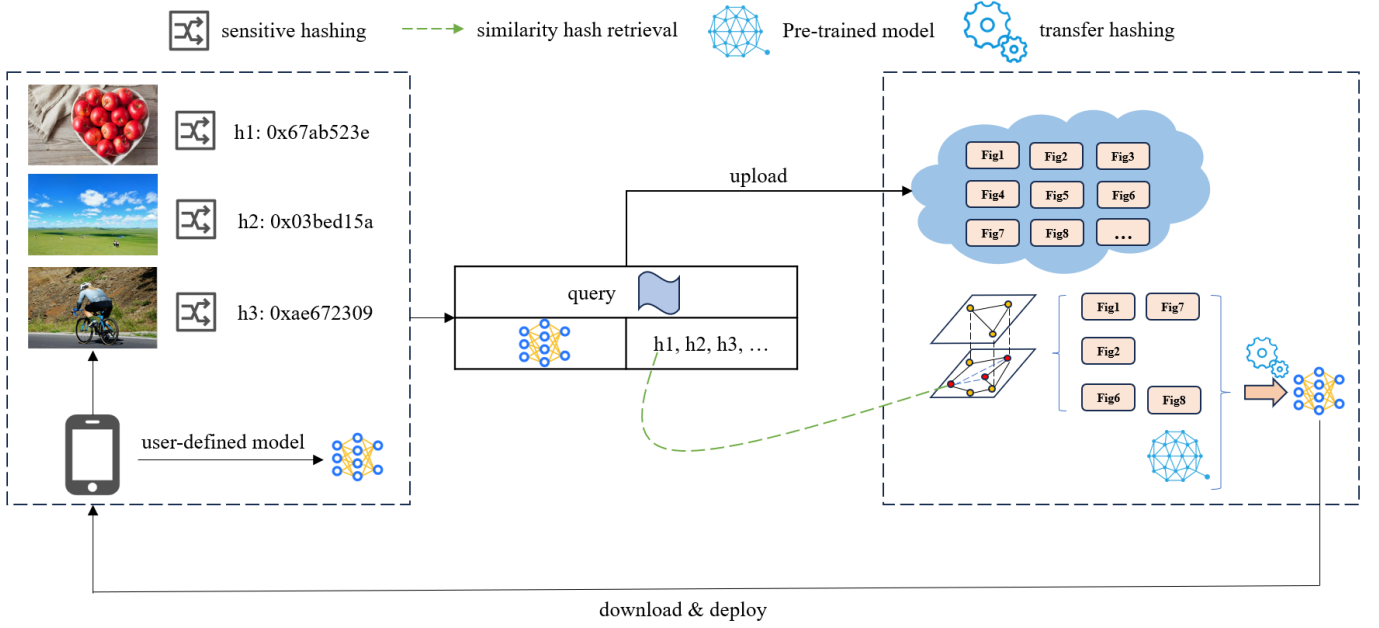 sensitive hashing
similarity hash retrieval
Pre-trained model
transfer hashing
h1: 0x67ab523e
h2: 0x03bed15a
h3: 0xae672309
user-defined model
query
h1, h2, h3, ...
upload
Fig1 Fig2 Fig3
Fig4 Fig5 Fig6
Fig7 Fig8 ...
Fig1 Fig7
Fig2
Fig6 Fig8
download & deploy